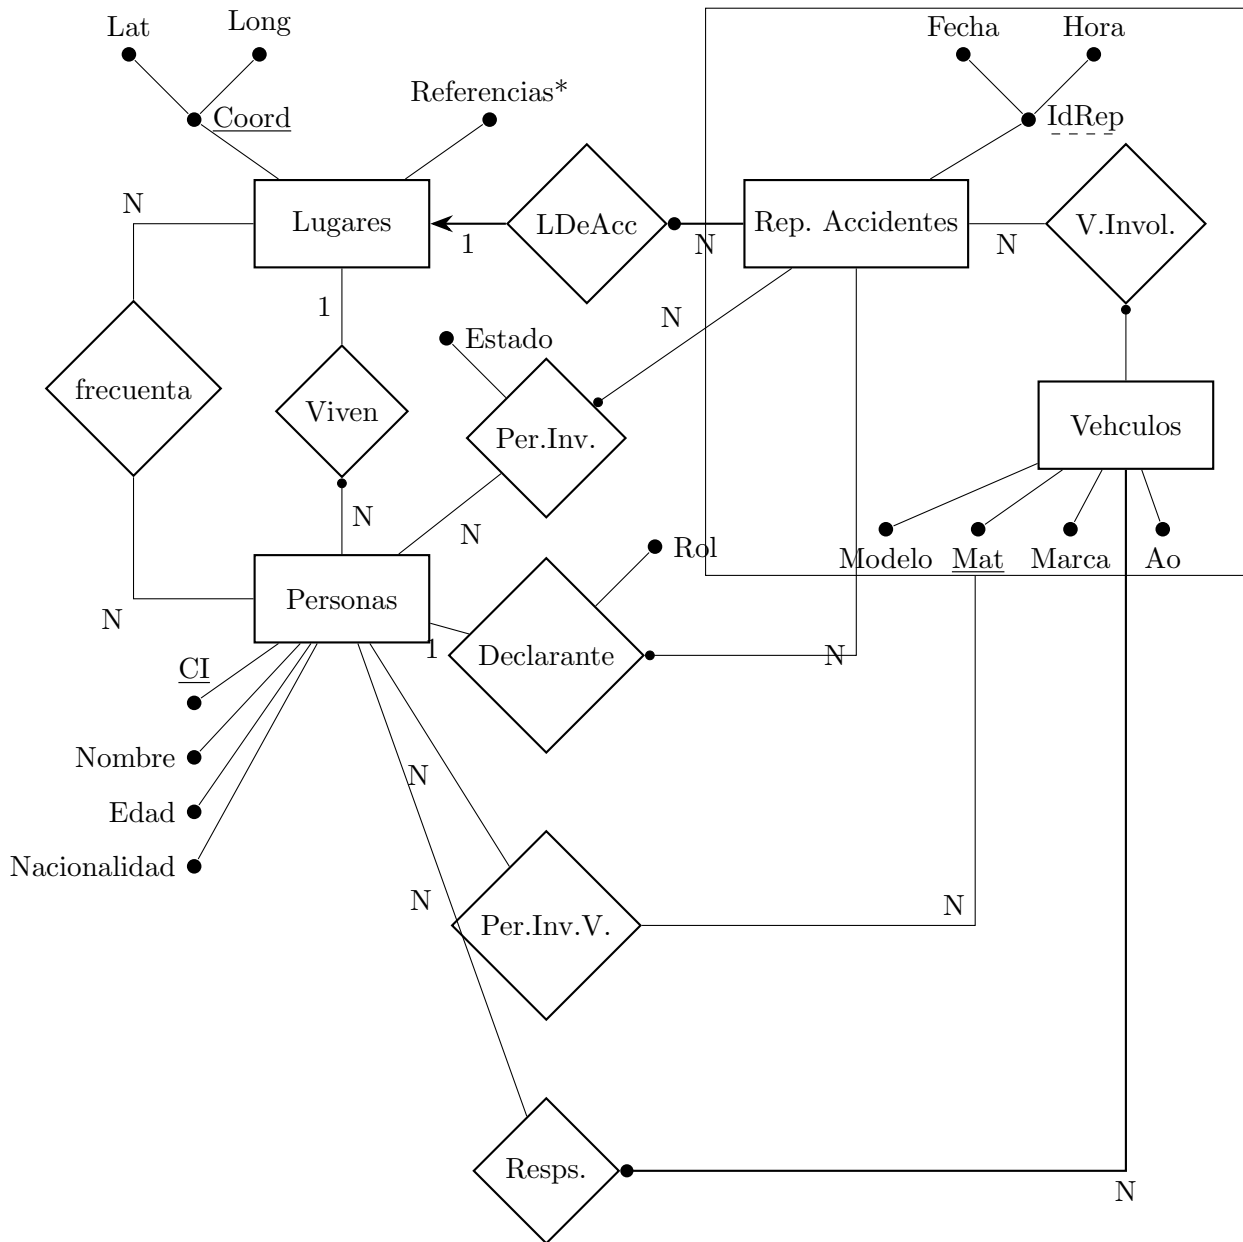 Lat
Long
Fecha
Hora
Referencias*
Coord
IdRep
N
Lugares
LDeAcc
Rep. Accidentes
V.Invol.
1
N
N
1
N
Estado
frecuenta
Viven
Per.Inv.
Vehculos
N
N
Rol
Modelo
Mat
Marca
Ao
N
Personas
1
Declarante
N
CI
Nombre
N
Edad
Nacionalidad
N
Per.Inv.V.
N
Resps.
N